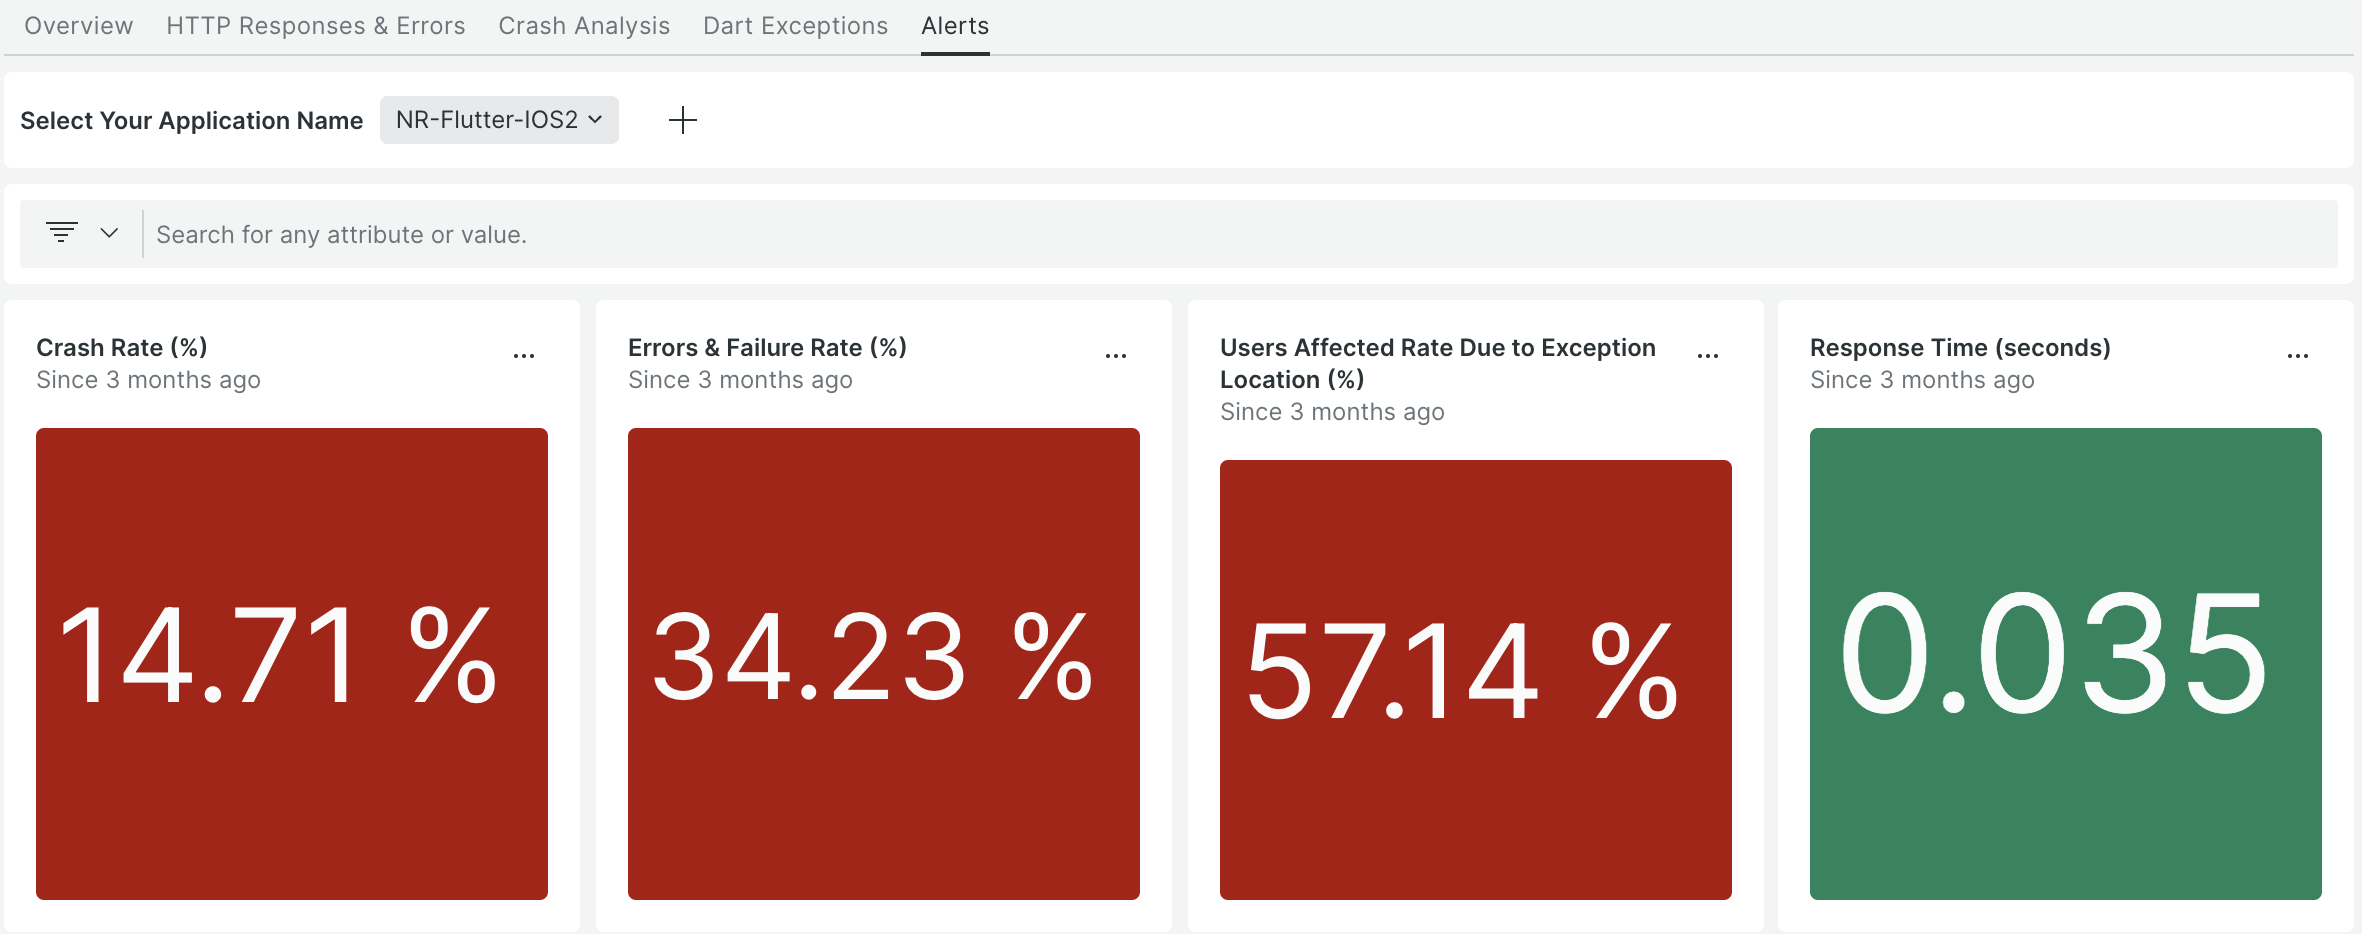 Overview HTTP Responses & Errors Crash Analysis Dart Exceptions Alerts
Select Your Application Name NR-Flutter-IOS2
Search for any attribute or value.
Crash Rate (%)
Since 3 months ago
14.71 %
Errors & Failure Rate (%)
Since 3 months ago
34.23 %
Users Affected Rate Due to Exception
Location (%)
Since 3 months ago
57.14 %
Response Time (seconds)
Since 3 months ago
0.035